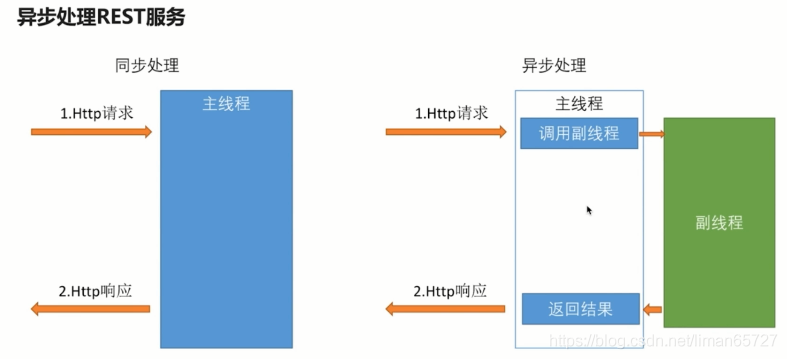 异步处理REST服务
同步处理
主线程
1.Http请求
2.Http响应
异步处理
主线程
1.Http请求
调用副线程
副线程
2.Http响应
返回结果
https://blog.csdn.net/liman65727